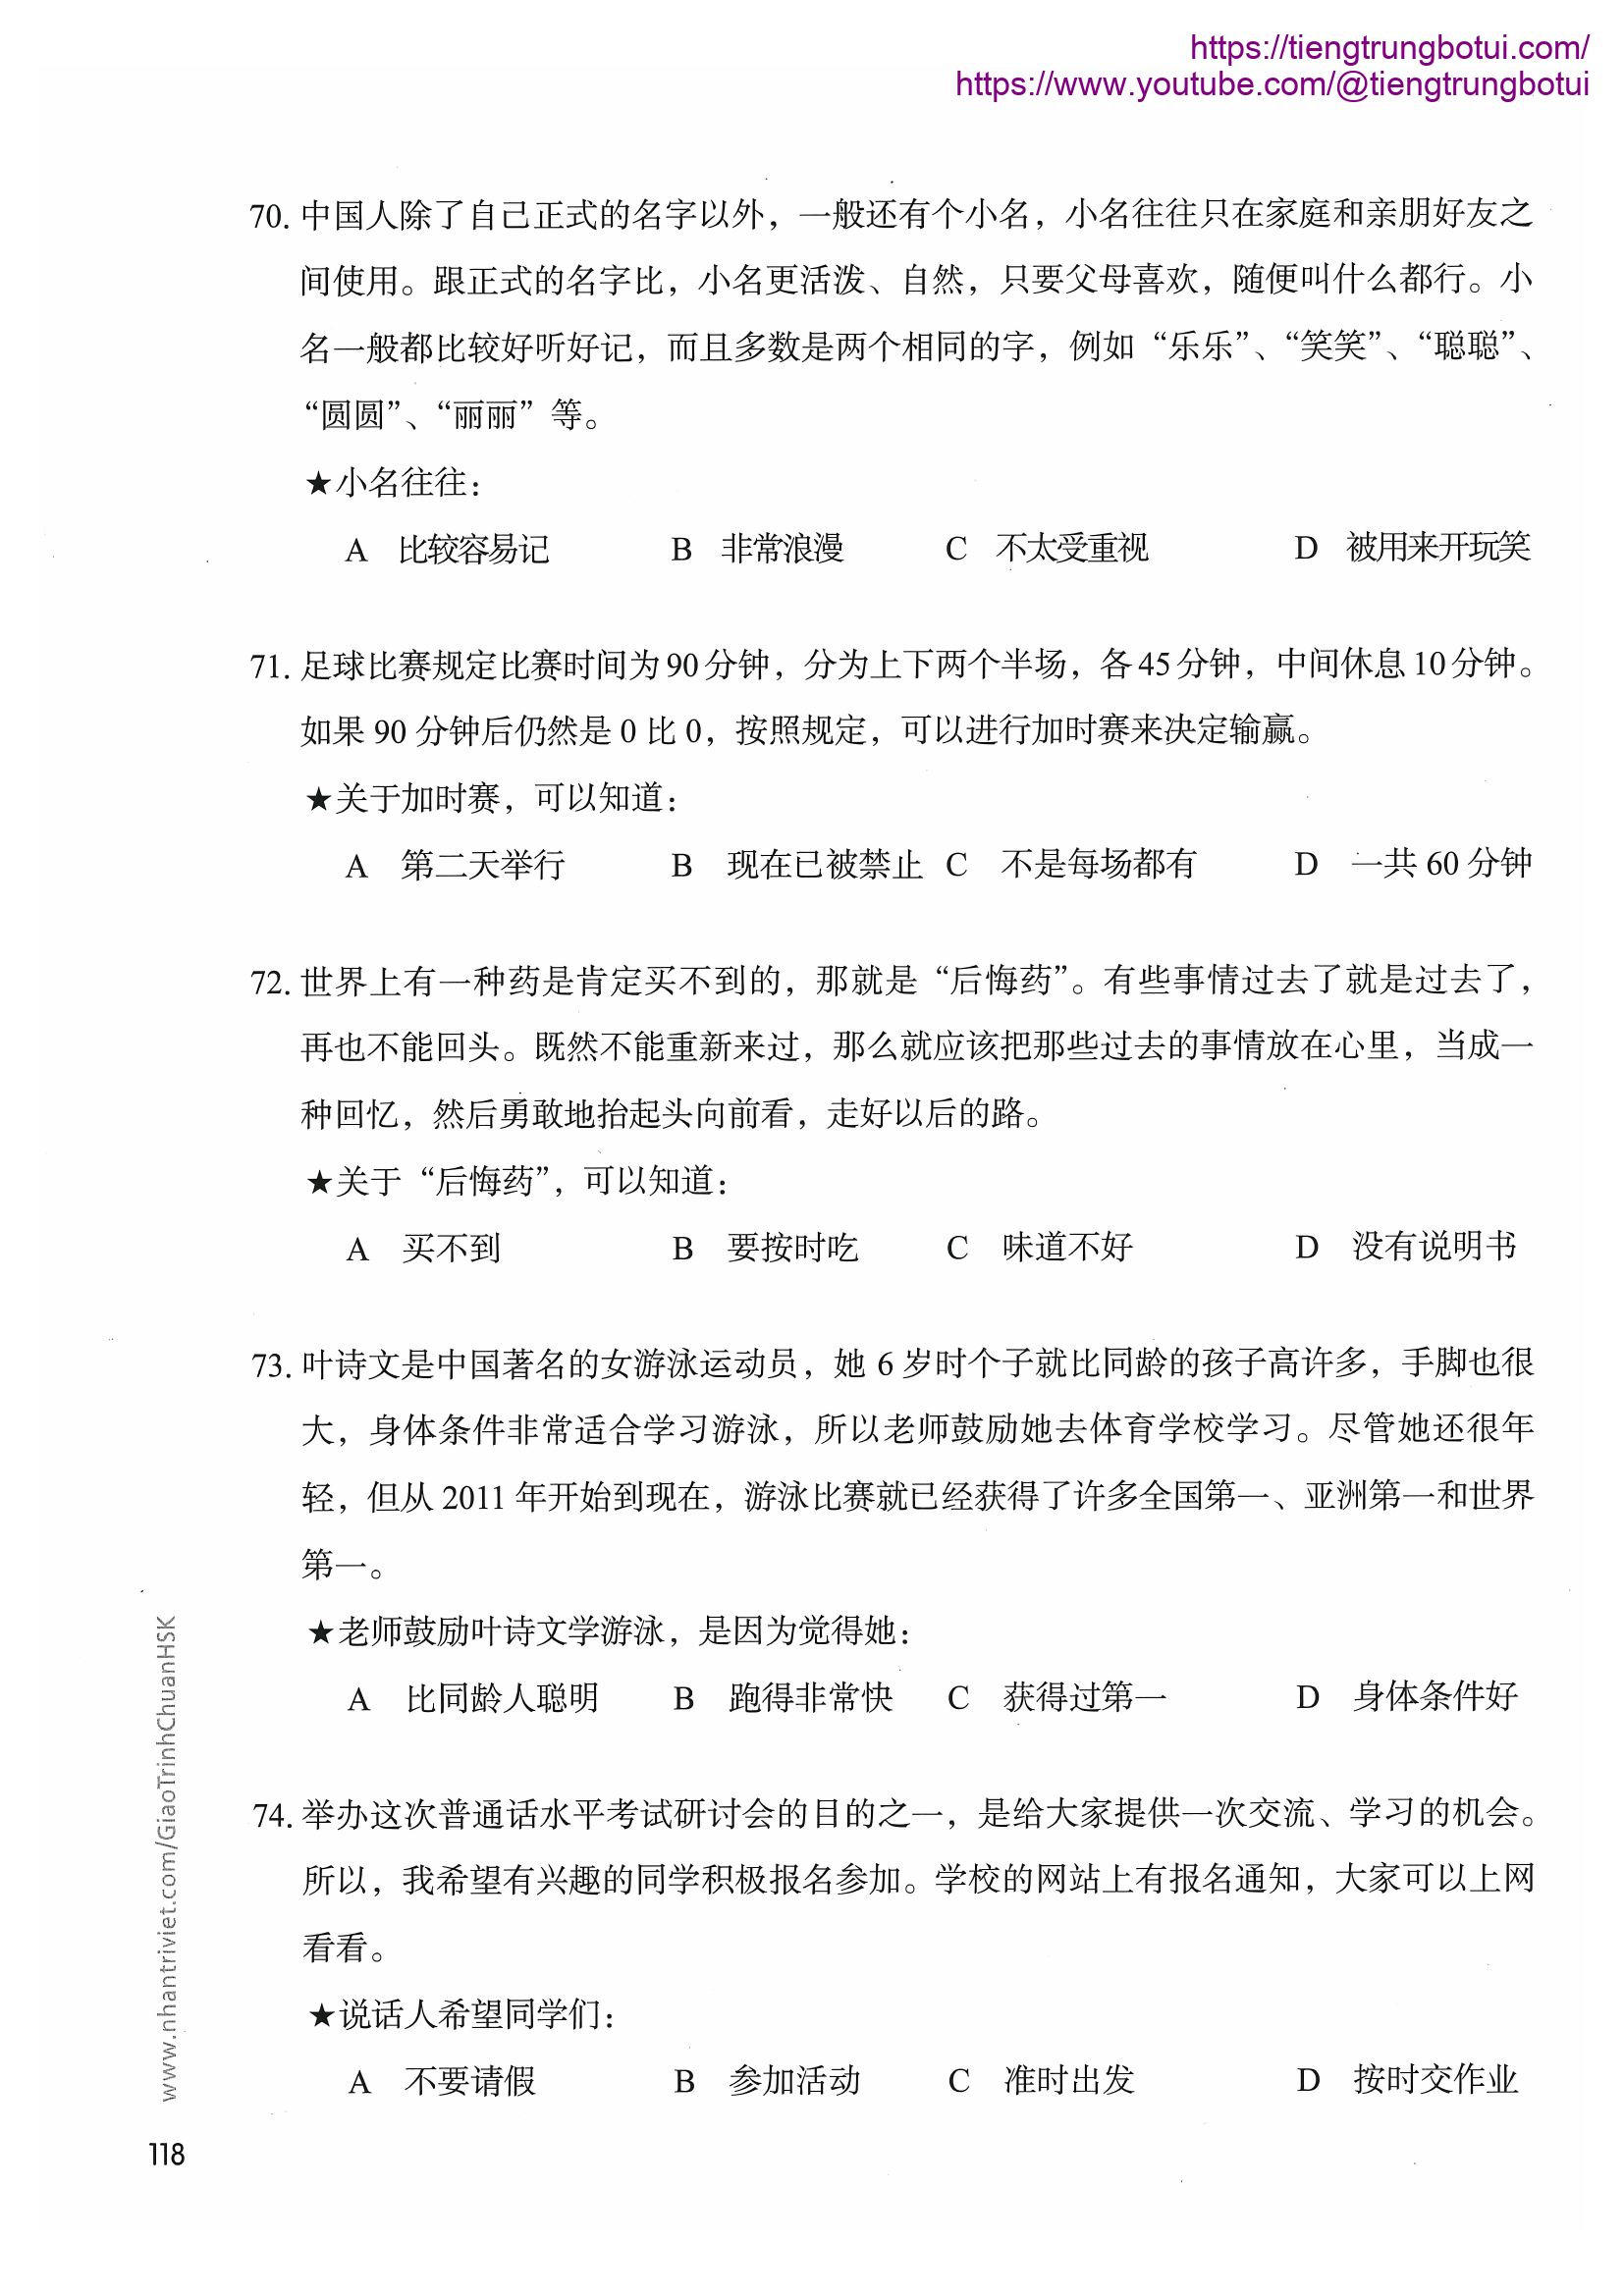 https://tiengtrungbotui.com/
https://www.youtube.com/@tiengtrungbotui
70. 中国人除了自己正式的名字以外，一般还有个小名，小名往往只在家庭和亲朋好友之
间使用。跟正式的名字比，小名更活泼、自然，只要父母喜欢，随便叫什么都行。小
名一般都比较好听好记，而且多数是两个相同的字，例如“乐乐”、“笑笑”、“聪聪”、
“圆圆”、“丽丽”等。
★小名往往：
A 比较容易记 B 非常浪漫 C 不太受重视 D 被用来开玩笑
71. 足球比赛规定比赛时间为90分钟，分为上下两个半场，各45分钟，中间休息10分钟。
如果 90 分钟后仍然是 0 比 0，按照规定，可以进行加时赛来决定输赢。
★关于加时赛，可以知道：
A 第二天举行 B 现在已被禁止 C 不是每场都有 D 一共 60 分钟
72. 世界上有一种药是肯定买不到的，那就是“后悔药”。有些事情过去了就是过去了，
再也不能回头。既然不能重新来过，那么就应该把那些过去的事情放在心里，当成一
种回忆，然后勇敢地抬起头向前看，走好以后的路。
★关于“后悔药”，可以知道：
A 买不到 B 要按时吃 C 味道不好 D 没有说明书
73. 叶诗文是中国著名的女游泳运动员，她 6 岁时个子就比同龄的孩子高许多，手脚也很
大，身体条件非常适合学习游泳，所以老师鼓励她去体育学校学习。尽管她还很年
轻，但从 2011 年开始到现在，游泳比赛就已经获得了许多全国第一、亚洲第一和世界
第一。
★老师鼓励叶诗文学游泳，是因为觉得她：
A 比同龄人聪明 B 跑得非常快 C 获得过第一 D 身体条件好
74. 举办这次普通话水平考试研讨会的目的之一，是给大家提供一次交流、学习的机会。
所以，我希望有兴趣的同学积极报名参加。学校的网站上有报名通知，大家可以上网
看看。
★说话人希望同学们：
A 不要请假 B 参加活动 C 准时出发 D 按时交作业
www.nhantriviet.com/GiaoTrinhChuanHSK
118